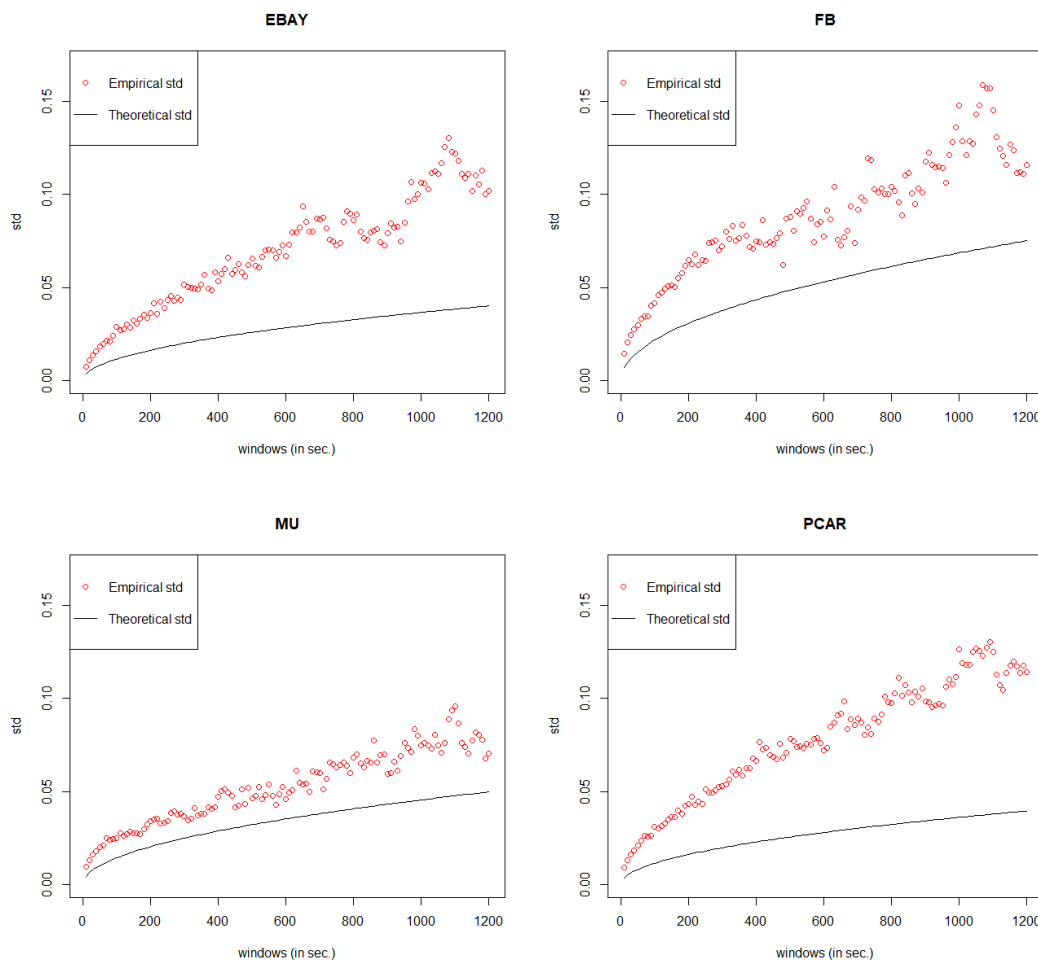 EBAY
Empirical std
Theoretical std
std
0.00
0.05
0.10
0.15
0 200 400 600 800 1000 1200
windows (in sec.)
FB
Empirical std
Theoretical std
std
0.00
0.05
0.10
0.15
0 200 400 600 800 1000 1200
windows (in sec.)
MU
Empirical std
Theoretical std
std
0.00
0.05
0.10
0.15
0 200 400 600 800 1000 1200
windows (in sec.)
PCAR
Empirical std
Theoretical std
std
0.00
0.05
0.10
0.15
0 200 400 600 800 1000 1200
windows (in sec.)